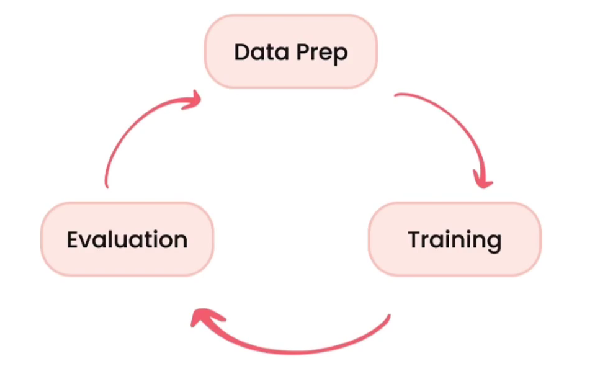 Data Prep
Evaluation
Training